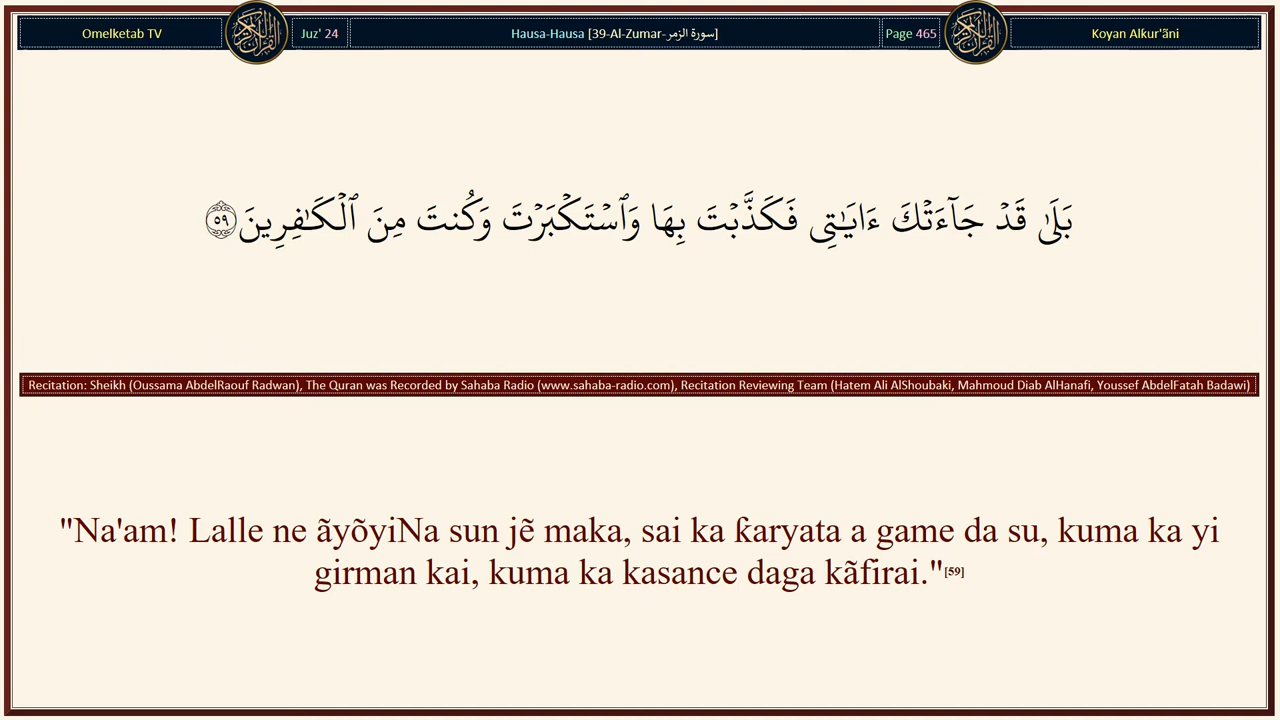 Omelketab TV
Juz' 24
Hausa-Hausa [39-Al-Zumar-سورة الزمر]
Page 465
Koyan Alƙur'ãni
بَلَىٰ قَدۡ جَآءَتۡكَ ءَايَٰتِي فَكَذَّبۡتَ بِهَا وَٱسۡتَكۡبَرۡتَ وَكُنتَ مِنَ ٱلۡكَٰفِرِينَ ٥٩
Recitation: Sheikh (Oussama AbdelRaouf Radwan), The Quran was Recorded by Sahaba Radio (www.sahaba-radio.com), Recitation Reviewing Team (Hatem Ali AlShoubaki, Mahmoud Diab AlHanafi, Youssef AbdelFatah Badawi)
"Na'am! Lalle ne ãyõyiNa sun jẽ maka, sai ka ƙaryata a game da su, kuma ka yi
girman kai, kuma ka kasance daga kãfirai."[59]